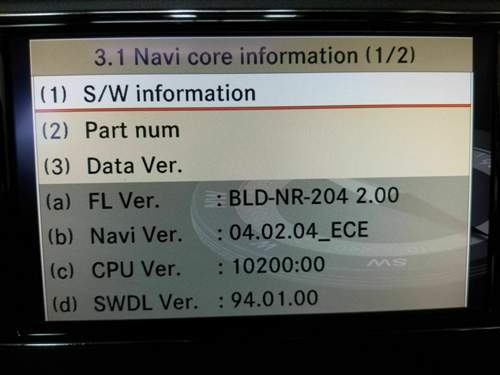 3.1 Navi core information (1/2)
(1) S/W information
(2) Part num
(3) Data Ver.
(a) FL Ver. : BLD-NR-204 2.00
(b) Navi Ver. : 04.02.04_ECE
(c) CPU Ver. : 10200:00
(d) SWDL Ver. : 94.01.00